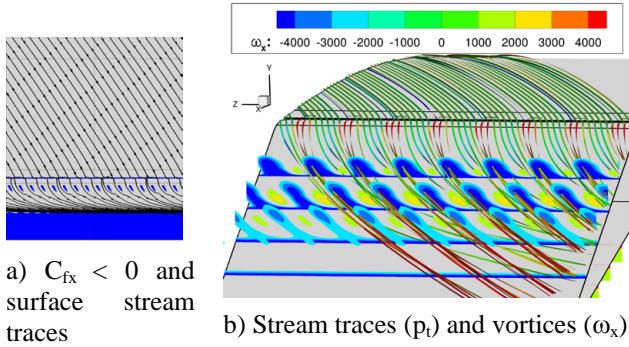 ωₓ: -4000 -3000 -2000 -1000 0 1000 2000 3000 4000
Y
Z
X
a) C_fx < 0 and
surface stream
traces
b) Stream traces (pₜ) and vortices (ωₓ)